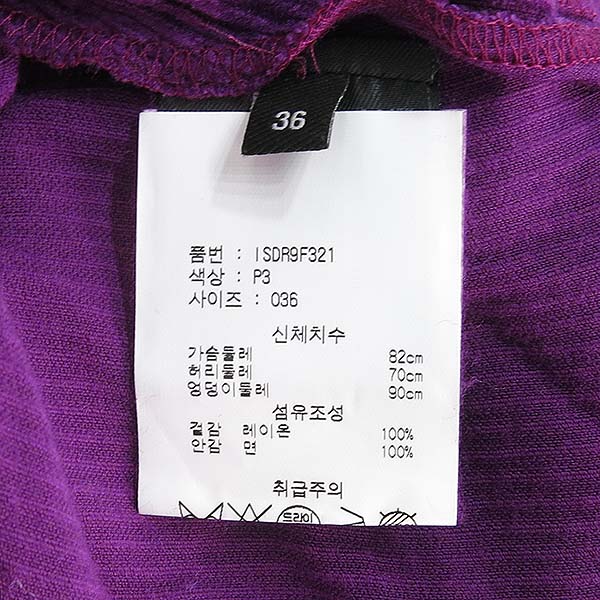 36
품번 : ISDR9F321
색상 : P3
사이즈 : 036
신체치수
가슴둘레 82cm
허리둘레 70cm
엉덩이둘레 90cm
섬유조성
겉감 레이온 100%
안감 면 100%
취급주의
드라이